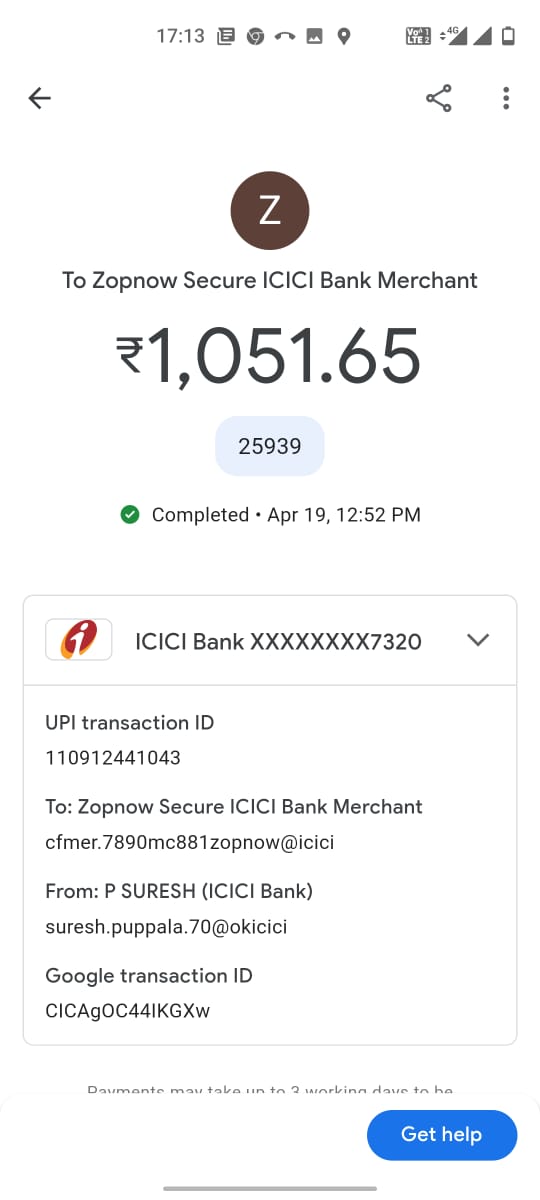 17:13
Vo 1 LTE 2 4G
Z
To Zopnow Secure ICICI Bank Merchant
₹1,051.65
25939
Completed • Apr 19, 12:52 PM
ICICI Bank XXXXXXXX7320
UPI transaction ID
110912441043
To: Zopnow Secure ICICI Bank Merchant
cfmer.7890mc881zopnow@icici
From: P SURESH (ICICI Bank)
suresh.puppala.70@okicici
Google transaction ID
CICAgOC44IKGXw
Payments may take up to 3 working days to be
Get help